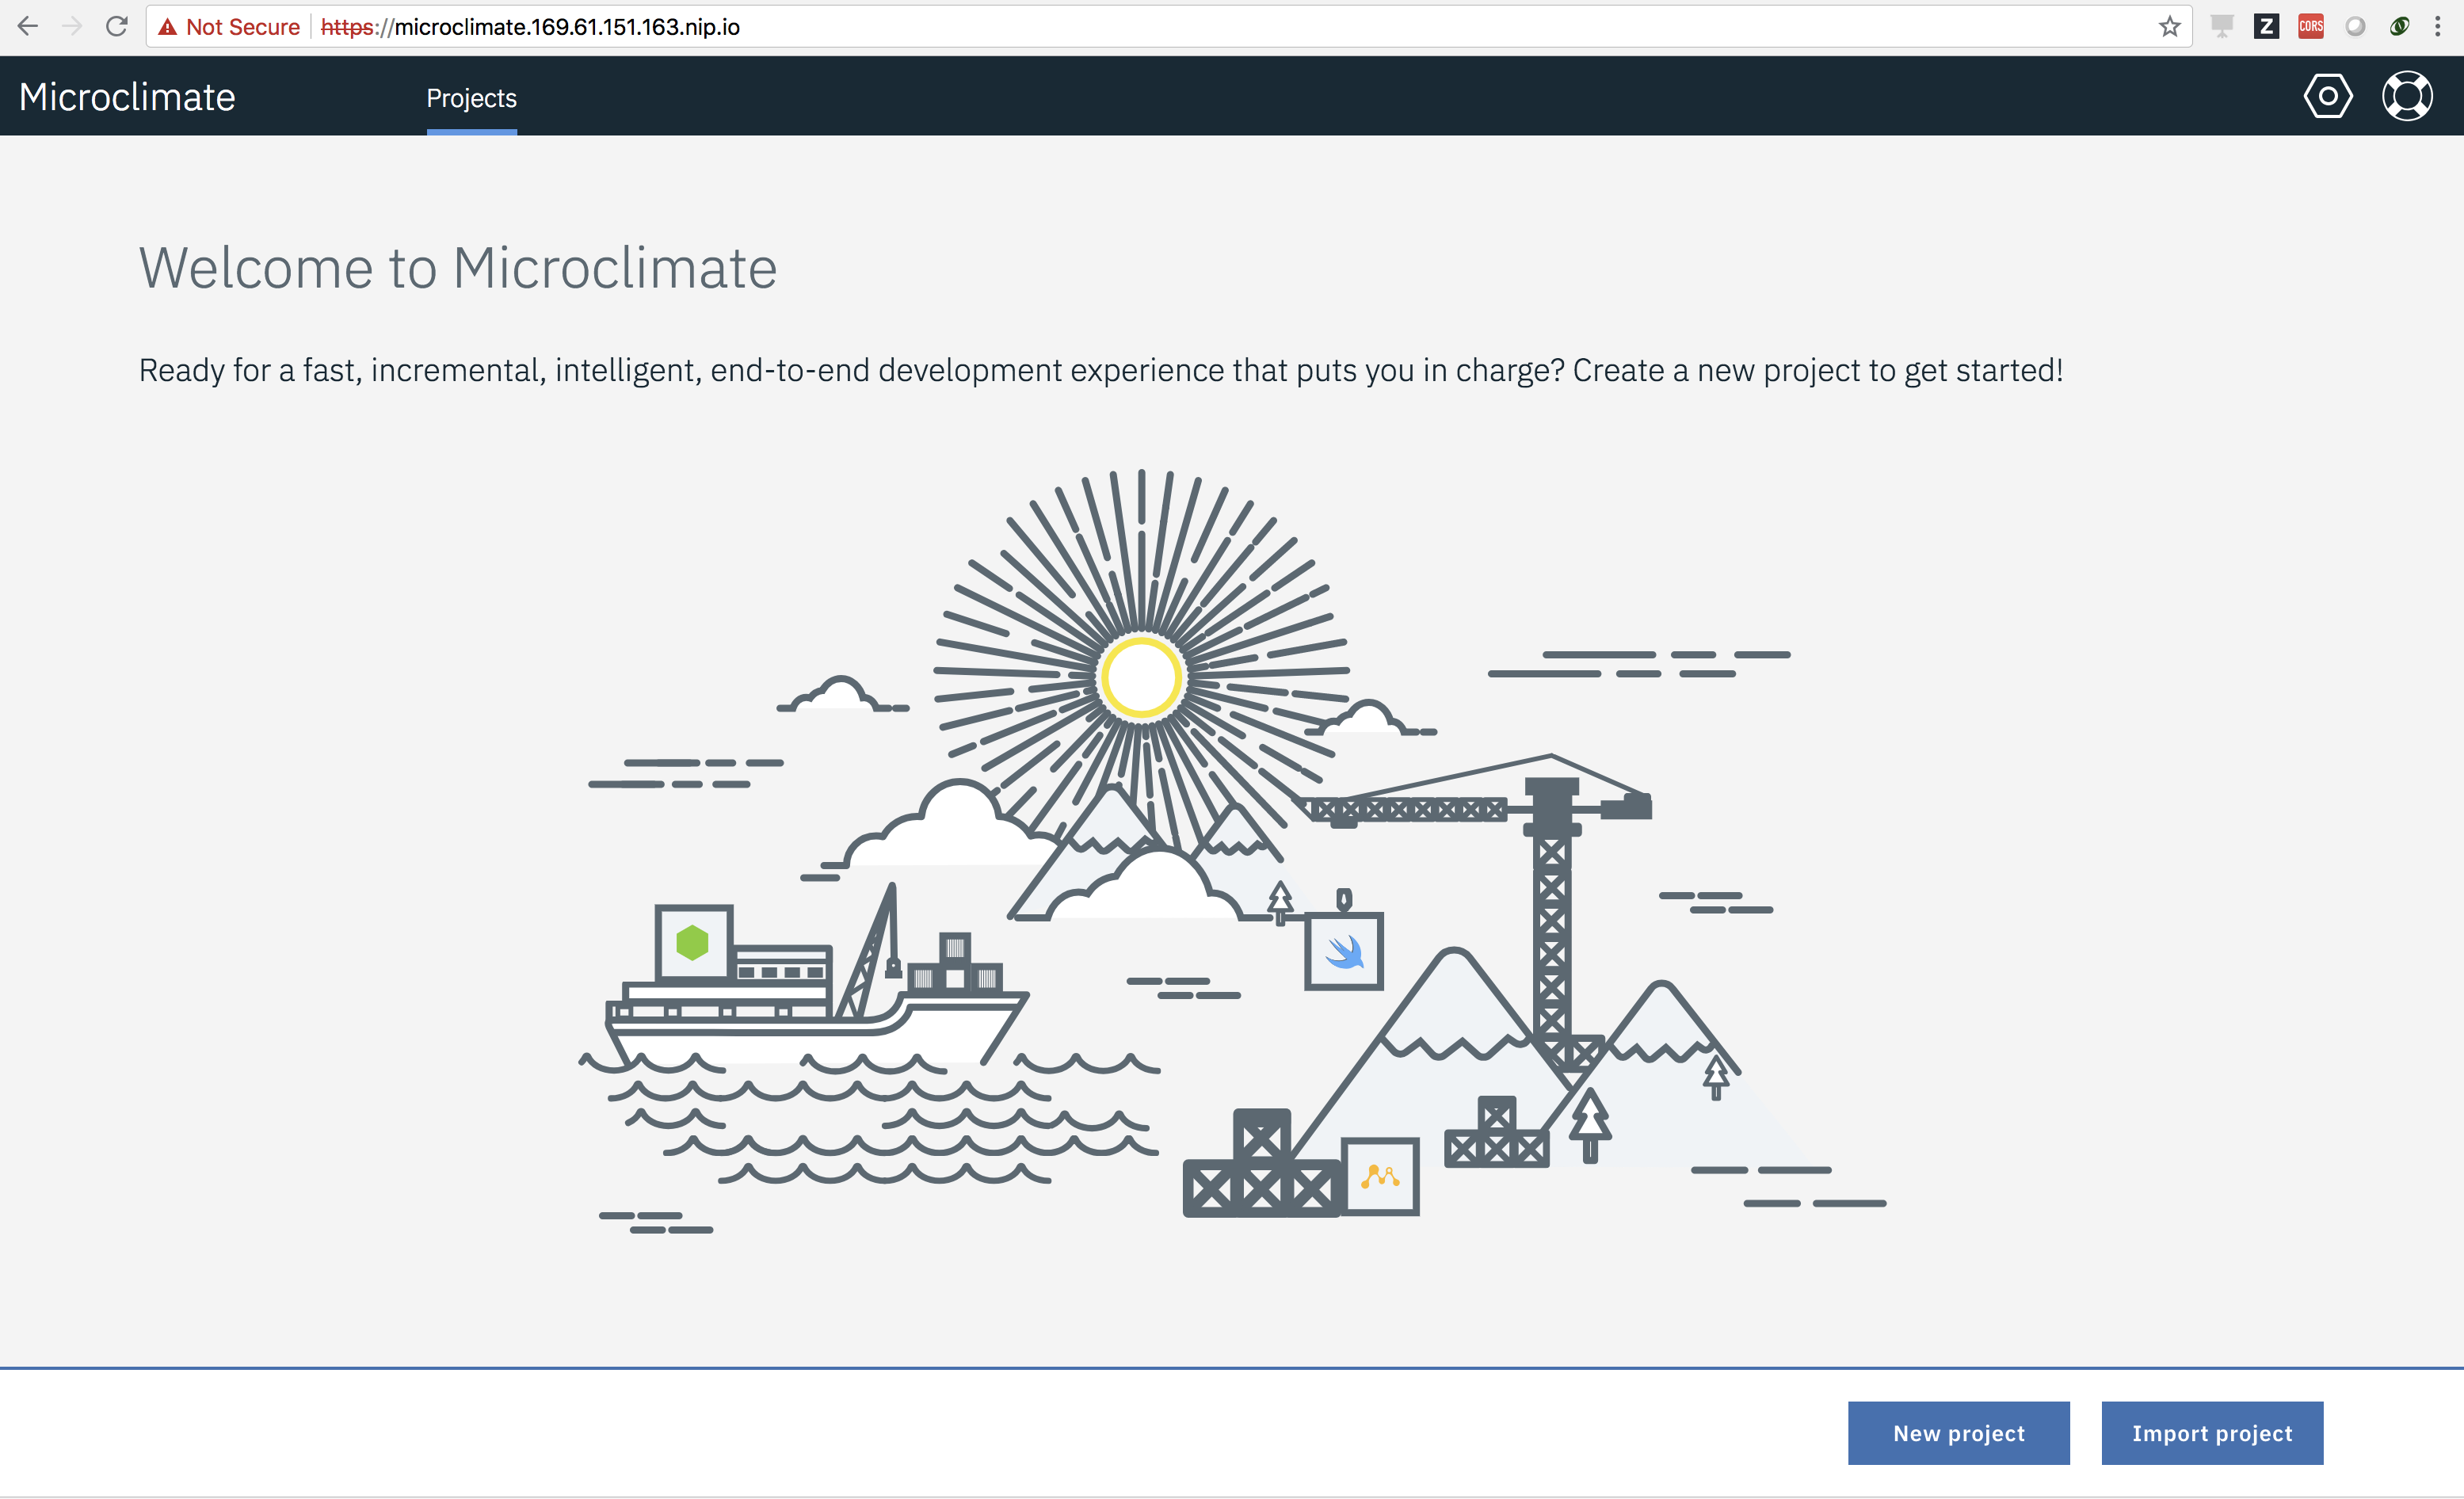 Not Secure https://microclimate.169.61.151.163.nip.io
Z
CORS
Microclimate
Projects
Welcome to Microclimate
Ready for a fast, incremental, intelligent, end-to-end development experience that puts you in charge? Create a new project to get started!
New project
Import project